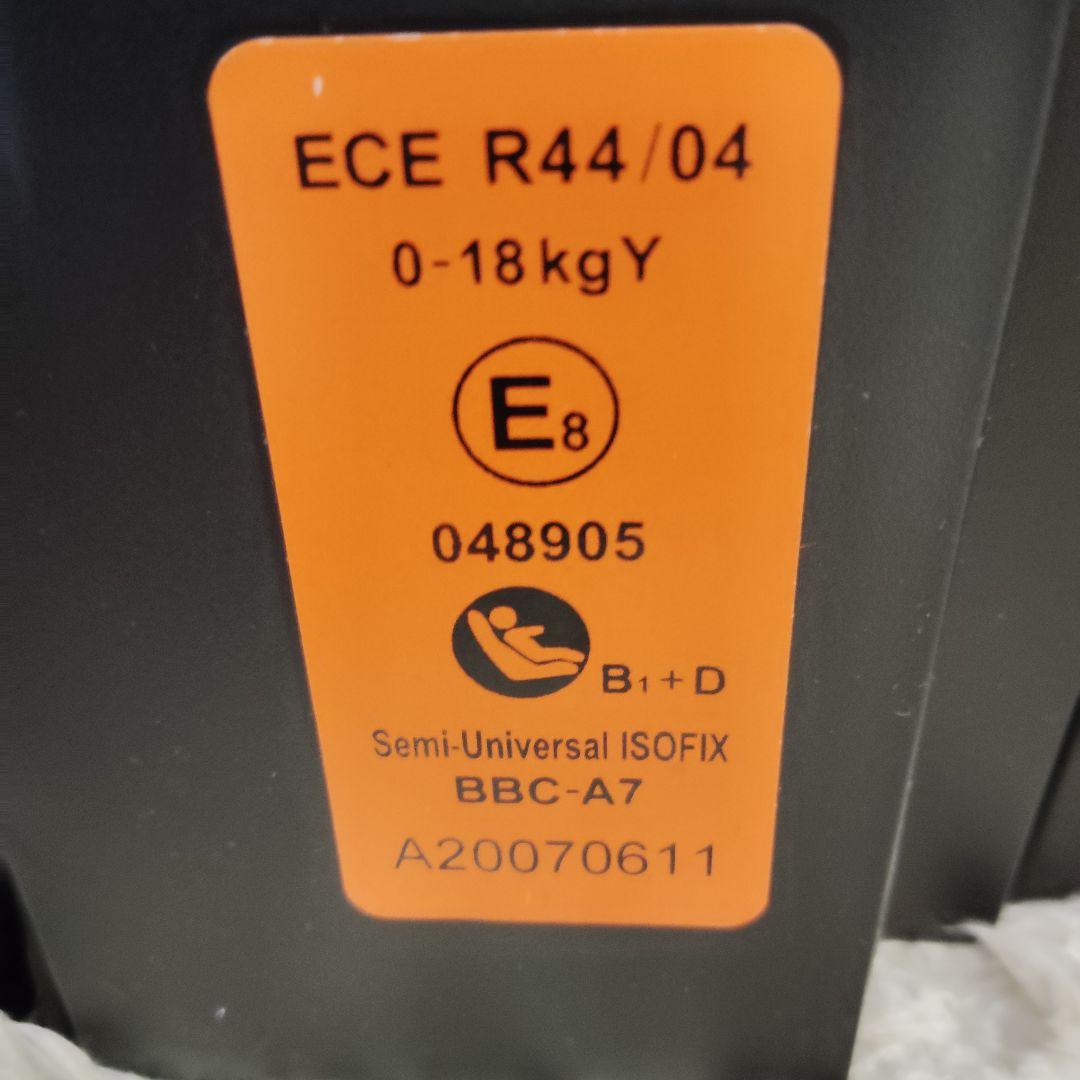 ECE R44/04
0-18kgY
E8
048905
B1+D
Semi-Universal ISOFIX
BBC-A7
A20070611